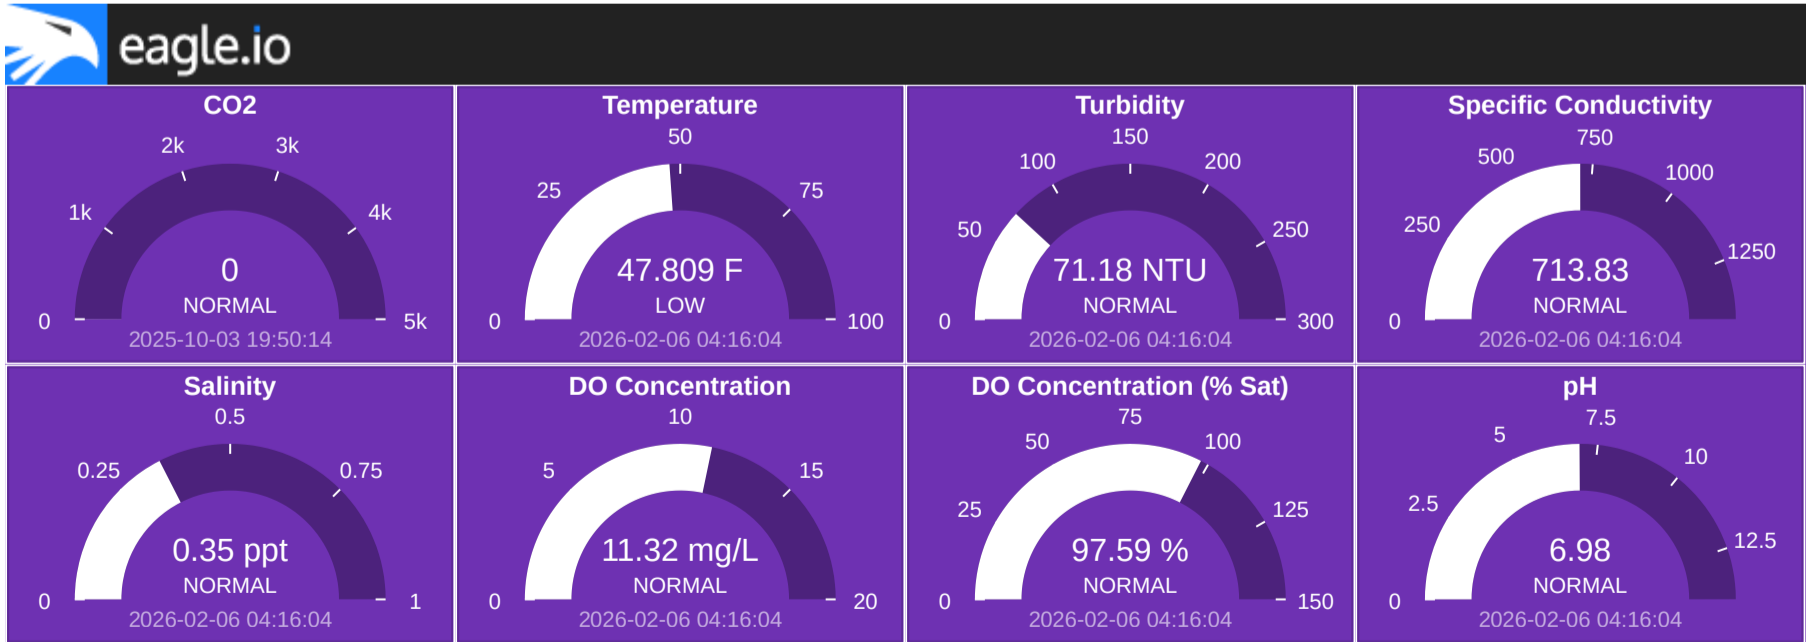 eagle.io
CO2
2k
3k
1k
4k
0
NORMAL
0
5k
2025-10-03 19:50:14
Temperature
50
25
75
47.809 F
LOW
0
100
2026-02-06 04:16:04
Turbidity
150
100
200
50
250
71.18 NTU
NORMAL
0
300
2026-02-06 04:16:04
Specific Conductivity
750
500
1000
250
1250
713.83
NORMAL
0
2026-02-06 04:16:04
Salinity
0.5
0.25
0.75
0.35 ppt
NORMAL
0
1
2026-02-06 04:16:04
DO Concentration
10
5
15
11.32 mg/L
NORMAL
0
20
2026-02-06 04:16:04
DO Concentration (% Sat)
75
50
100
25
125
97.59 %
NORMAL
0
150
2026-02-06 04:16:04
pH
7.5
5
10
2.5
12.5
6.98
NORMAL
0
2026-02-06 04:16:04